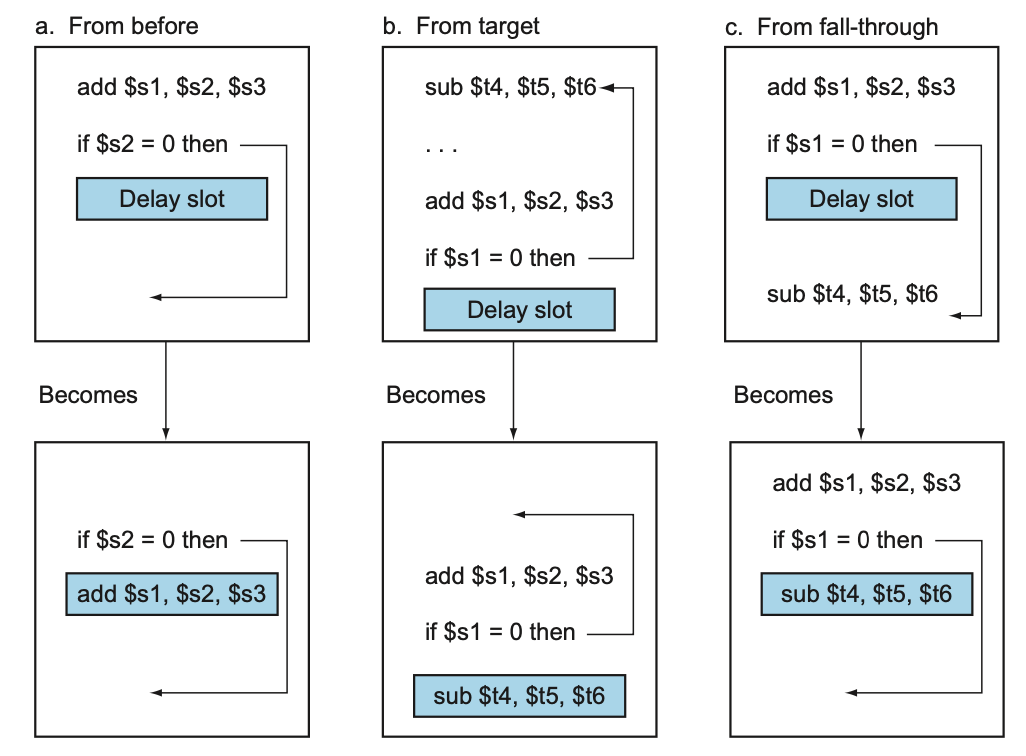 a. From before
add $s1, $s2, $s3
if $s2 = 0 then
Delay slot
Becomes
if $s2 = 0 then
add $s1, $s2, $s3
b. From target
sub $t4, $t5, $t6
. . .
add $s1, $s2, $s3
if $s1 = 0 then
Delay slot
Becomes
add $s1, $s2, $s3
if $s1 = 0 then
sub $t4, $t5, $t6
c. From fall-through
add $s1, $s2, $s3
if $s1 = 0 then
Delay slot
sub $t4, $t5, $t6
Becomes
add $s1, $s2, $s3
if $s1 = 0 then
sub $t4, $t5, $t6